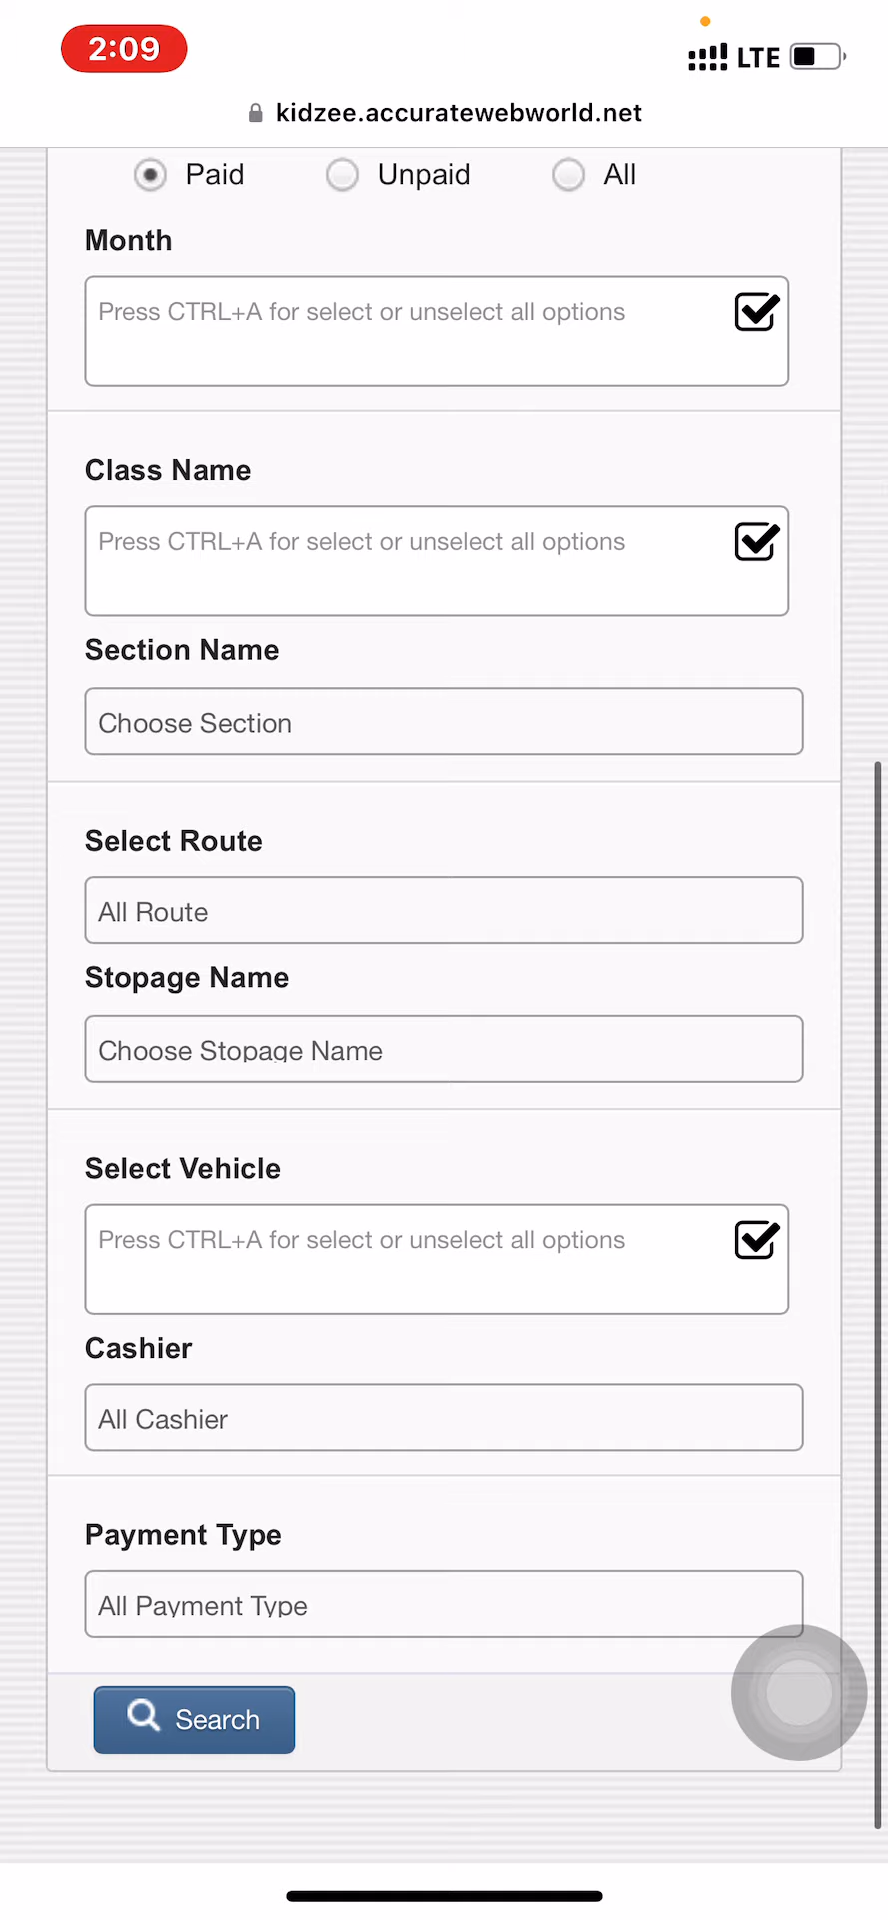 2:09
LTE
kidzee.accuratewebworld.net
Paid Unpaid All
Month
Press CTRL+A for select or unselect all options
Class Name
Press CTRL+A for select or unselect all options
Section Name
Choose Section
Select Route
All Route
Stopage Name
Choose Stopage Name
Select Vehicle
Press CTRL+A for select or unselect all options
Cashier
All Cashier
Payment Type
All Payment Type
Search